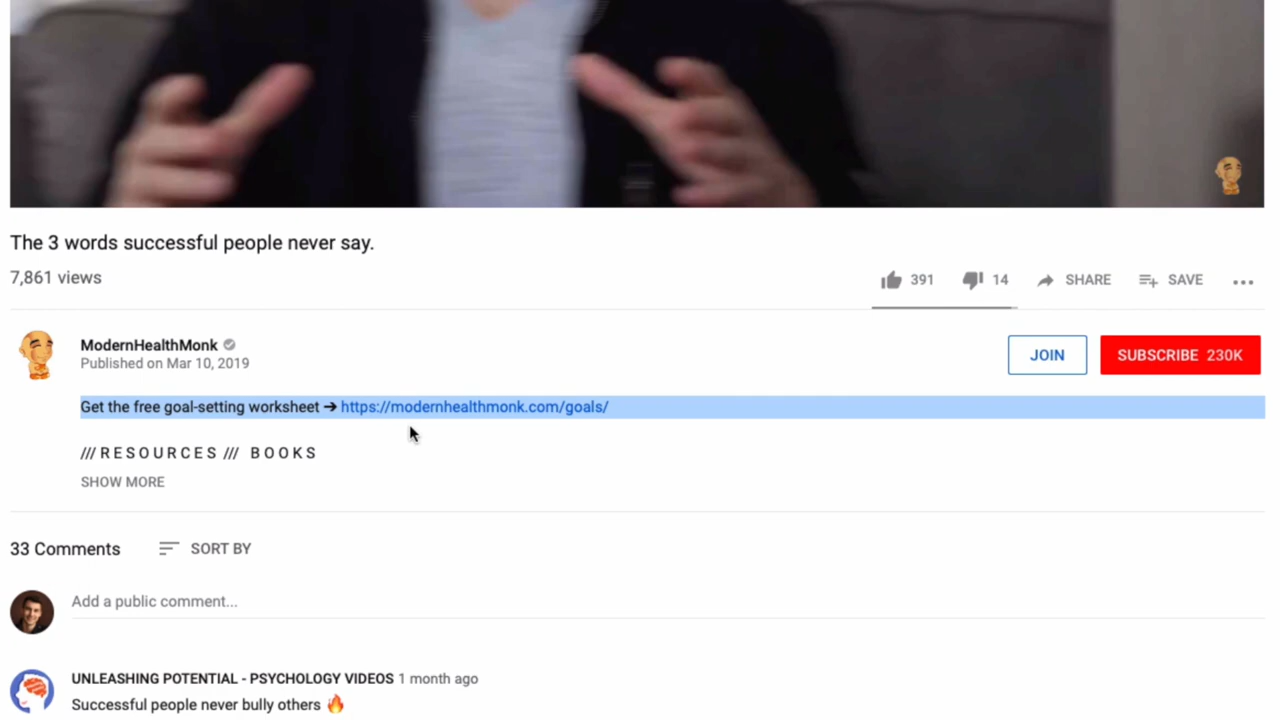 The 3 words successful people never say.
7,861 views
391 14 SHARE SAVE
ModernHealthMonk
Published on Mar 10, 2019
JOIN SUBSCRIBE 230K
Get the free goal-setting worksheet ➔ https://modernhealthmonk.com/goals/
/// R E S O U R C E S /// B O O K S
SHOW MORE
33 Comments SORT BY
Add a public comment...
UNLEASHING POTENTIAL - PSYCHOLOGY VIDEOS 1 month ago
Successful people never bully others 🔥